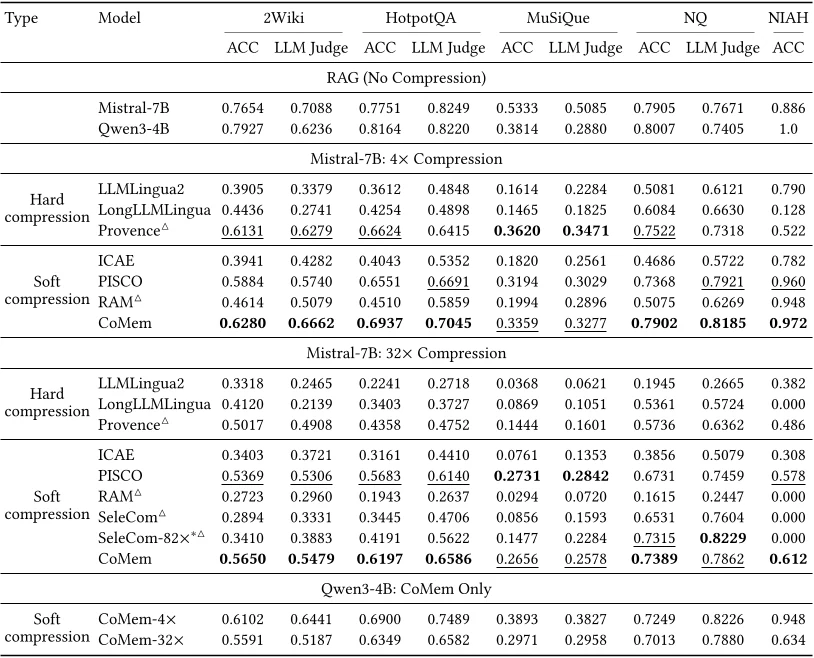 Type Model 2Wiki HotpotQA MuSiQue NQ NIAH
ACC LLM Judge ACC LLM Judge ACC LLM Judge ACC LLM Judge ACC
RAG (No Compression)
Mistral-7B 0.7654 0.7088 0.7751 0.8249 0.5333 0.5085 0.7905 0.7671 0.886
Qwen3-4B 0.7927 0.6236 0.8164 0.8220 0.3814 0.2880 0.8007 0.7405 1.0
Mistral-7B: 4× Compression
Hard compression
LLMLingua2 0.3905 0.3379 0.3612 0.4848 0.1614 0.2284 0.5081 0.6121 0.790
LongLLMLingua 0.4436 0.2741 0.4254 0.4898 0.1465 0.1825 0.6084 0.6630 0.128
Provence△ 0.6131 0.6279 0.6624 0.6415 0.3620 0.3471 0.7522 0.7318 0.522
Soft compression
ICAE 0.3941 0.4282 0.4043 0.5352 0.1820 0.2561 0.4686 0.5722 0.782
PISCO 0.5884 0.5740 0.6551 0.6691 0.3194 0.3029 0.7368 0.7921 0.960
RAM△ 0.4614 0.5079 0.4510 0.5859 0.1994 0.2896 0.5075 0.6269 0.948
CoMem 0.6280 0.6662 0.6937 0.7045 0.3359 0.3277 0.7902 0.8185 0.972
Mistral-7B: 32× Compression
Hard compression
LLMLingua2 0.3318 0.2465 0.2241 0.2718 0.0368 0.0621 0.1945 0.2665 0.382
LongLLMLingua 0.4120 0.2139 0.3403 0.3727 0.0869 0.1051 0.5361 0.5724 0.000
Provence△ 0.5017 0.4908 0.4358 0.4752 0.1444 0.1601 0.5736 0.6362 0.486
Soft compression
ICAE 0.3403 0.3721 0.3161 0.4410 0.0761 0.1353 0.3856 0.5079 0.308
PISCO 0.5369 0.5306 0.5683 0.6140 0.2731 0.2842 0.6731 0.7459 0.578
RAM△ 0.2723 0.2960 0.1943 0.2637 0.0294 0.0720 0.1615 0.2447 0.000
SeleCom△ 0.2894 0.3331 0.3445 0.4706 0.0856 0.1593 0.6531 0.7604 0.000
SeleCom-82×*△ 0.3410 0.3883 0.4191 0.5622 0.1477 0.2284 0.7315 0.8229 0.000
CoMem 0.5650 0.5479 0.6197 0.6586 0.2656 0.2578 0.7389 0.7862 0.612
Qwen3-4B: CoMem Only
Soft compression
CoMem-4× 0.6102 0.6441 0.6900 0.7489 0.3893 0.3827 0.7249 0.8226 0.948
CoMem-32× 0.5591 0.5187 0.6349 0.6582 0.2971 0.2958 0.7013 0.7880 0.634